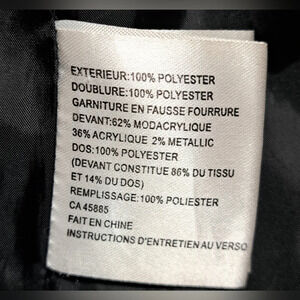 EXTERIEUR:100% POLYESTER
DOUBLURE:100% POLYESTER
GARNITURE EN FAUSSE FOURRURE
DEVANT:62% MODACRYLIQUE
36% ACRYLIQUE 2% METALLIC
DOS:100% POLYESTER
(DEVANT CONSTITUE 86% DU TISSU
ET 14% DU DOS)
REMPLISSAGE:100% POLIESTER
CA 45885
FAIT EN CHINE
INSTRUCTIONS D'ENTRETIEN AU VERSO